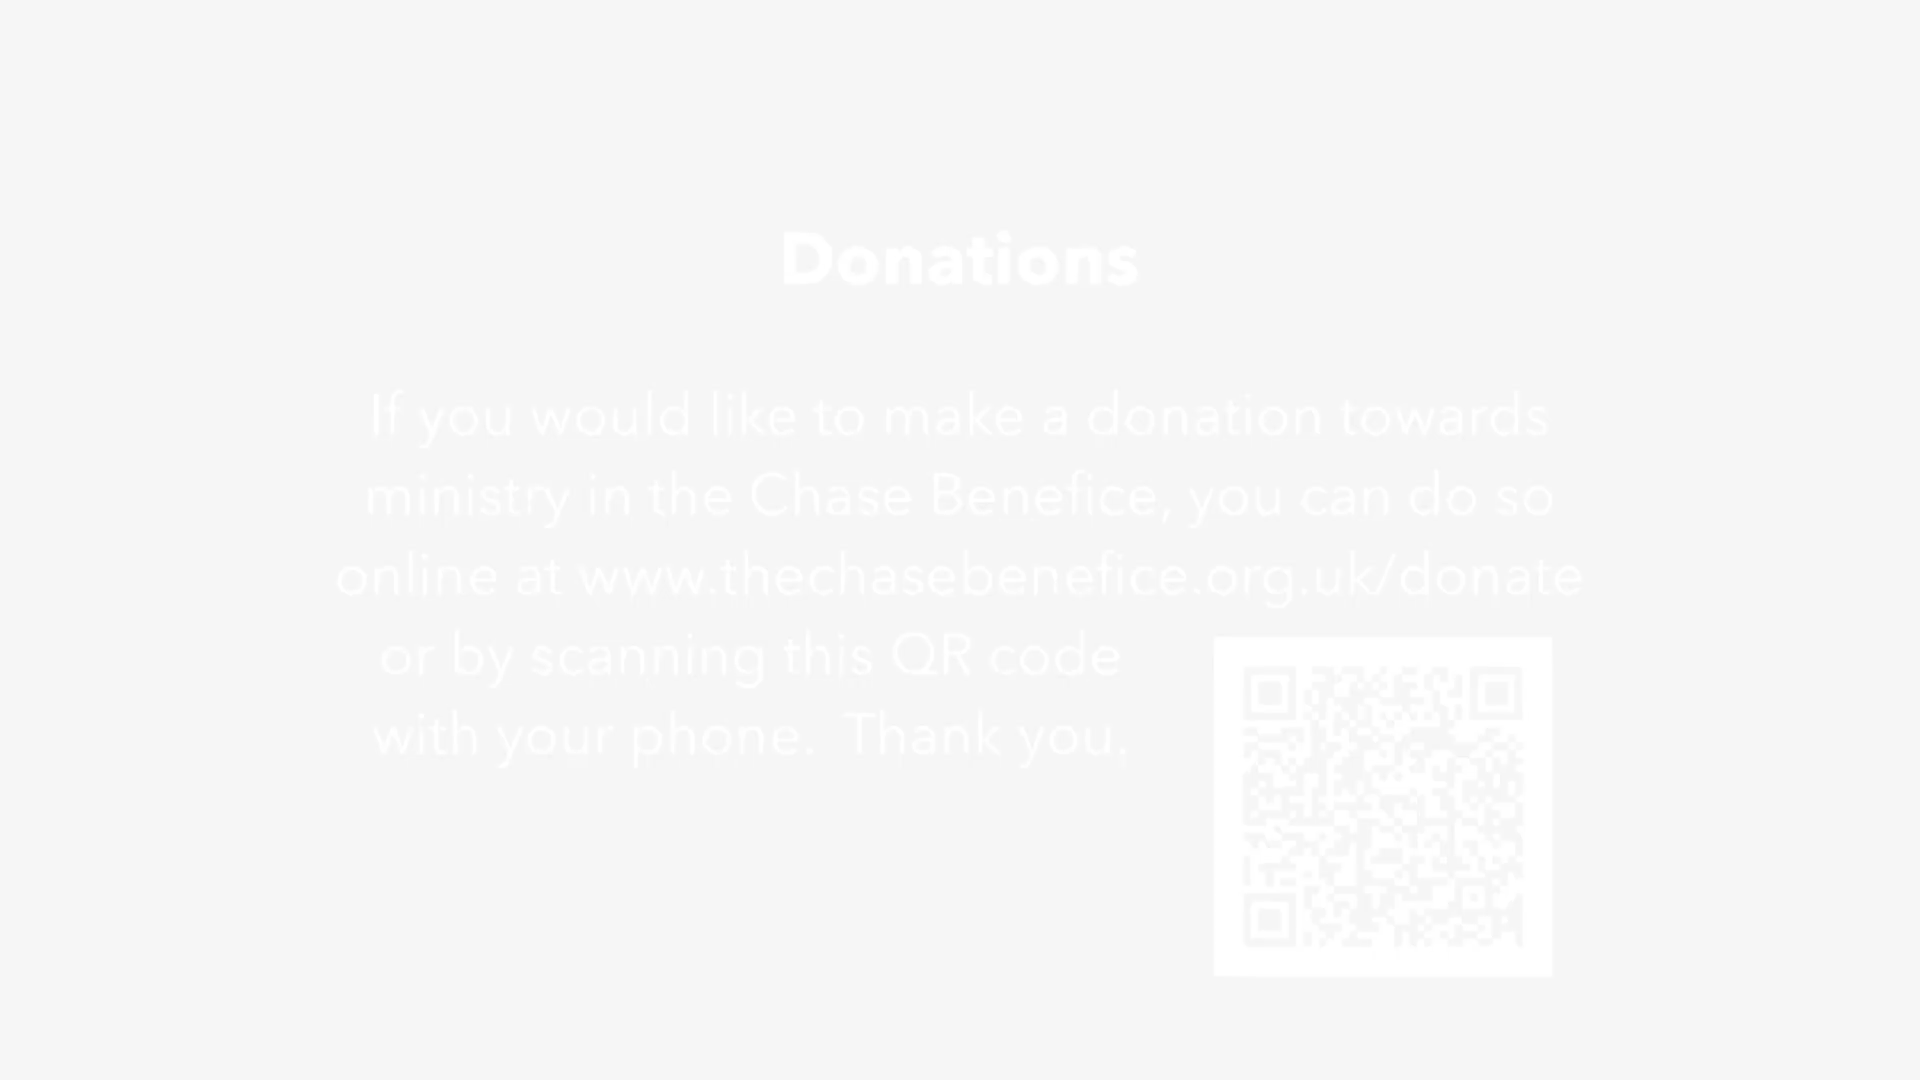 Donations
If you would like to make a donation towards
ministry in the Chase Benefice, you can do so
online at www.thechasebenefice.org.uk/donate
or by scanning this QR code
with your phone.  Thank you.